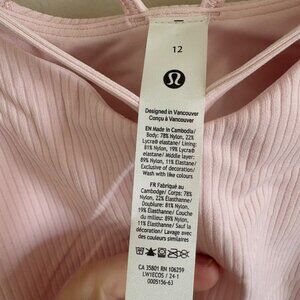 12
Designed in Vancouver
Conçu à Vancouver
EN Made in Cambodia/
Body: 78% Nylon, 22%
Lycra® elastane/ Lining:
81% Nylon, 19% Lycra®
elastane/ Middle layer:
89% Nylon, 11% Elastane/
Exclusive of decoration/
Wash with like colours
FR Fabriqué au
Cambodge/ Corps: 78%
Nylon, 22% Élasthanne/
Doublure: 81% Nylon,
19% Élasthanne/ Couche
du milieu: 89% Nylon,
11% Élasthanne/ Sauf la
décoration/ Lavage avec
des couleurs similaires
CA 35801 RN 106259
LW1EC0S / 24-1
0005156-63